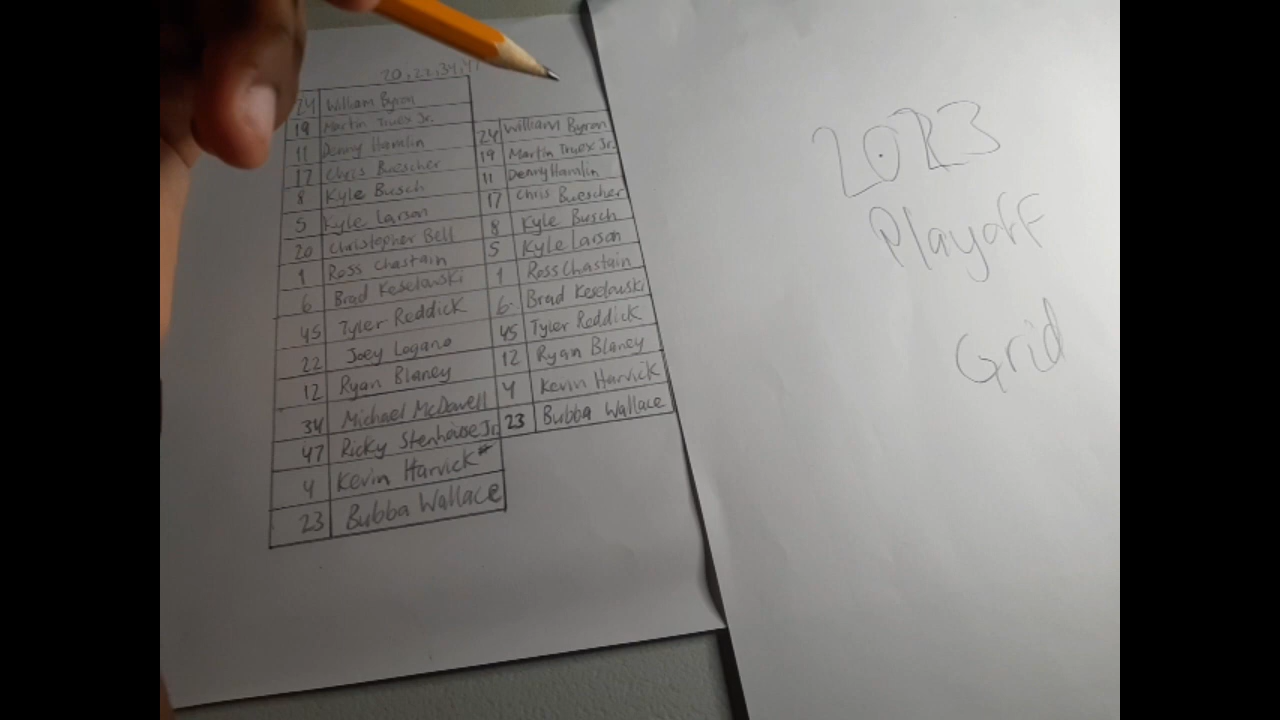 20, 22, 34, 47
24 William Byron
19 Martin Truex Jr.
11 Denny Hamlin
17 Chris Buescher
8 Kyle Busch
5 Kyle Larson
20 Christopher Bell
1 Ross Chastain
6 Brad Keselowski
45 Tyler Reddick
22 Joey Logano
12 Ryan Blaney
34 Michael McDowell
47 Ricky Stenhouse Jr.
4 Kevin Harvick*
23 Bubba Wallace
24 William Byron
19 Martin Truex Jr.
11 Denny Hamlin
17 Chris Buescher
8 Kyle Busch
5 Kyle Larson
1 Ross Chastain
6 Brad Keselowski
45 Tyler Reddick
12 Ryan Blaney
4 Kevin Harvick
23 Bubba Wallace
2023
Playoff
Grid